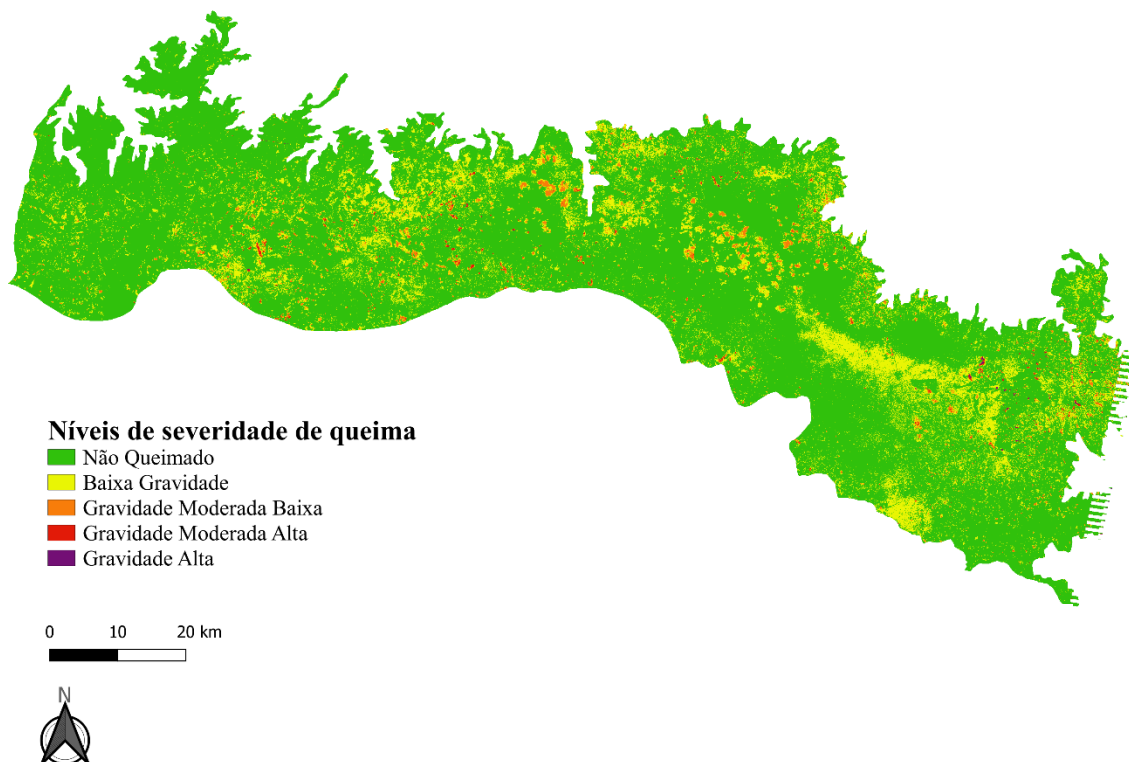 Níveis de severidade de queima
Não Queimado
Baixa Gravidade
Gravidade Moderada Baixa
Gravidade Moderada Alta
Gravidade Alta
0 10 20 km
N